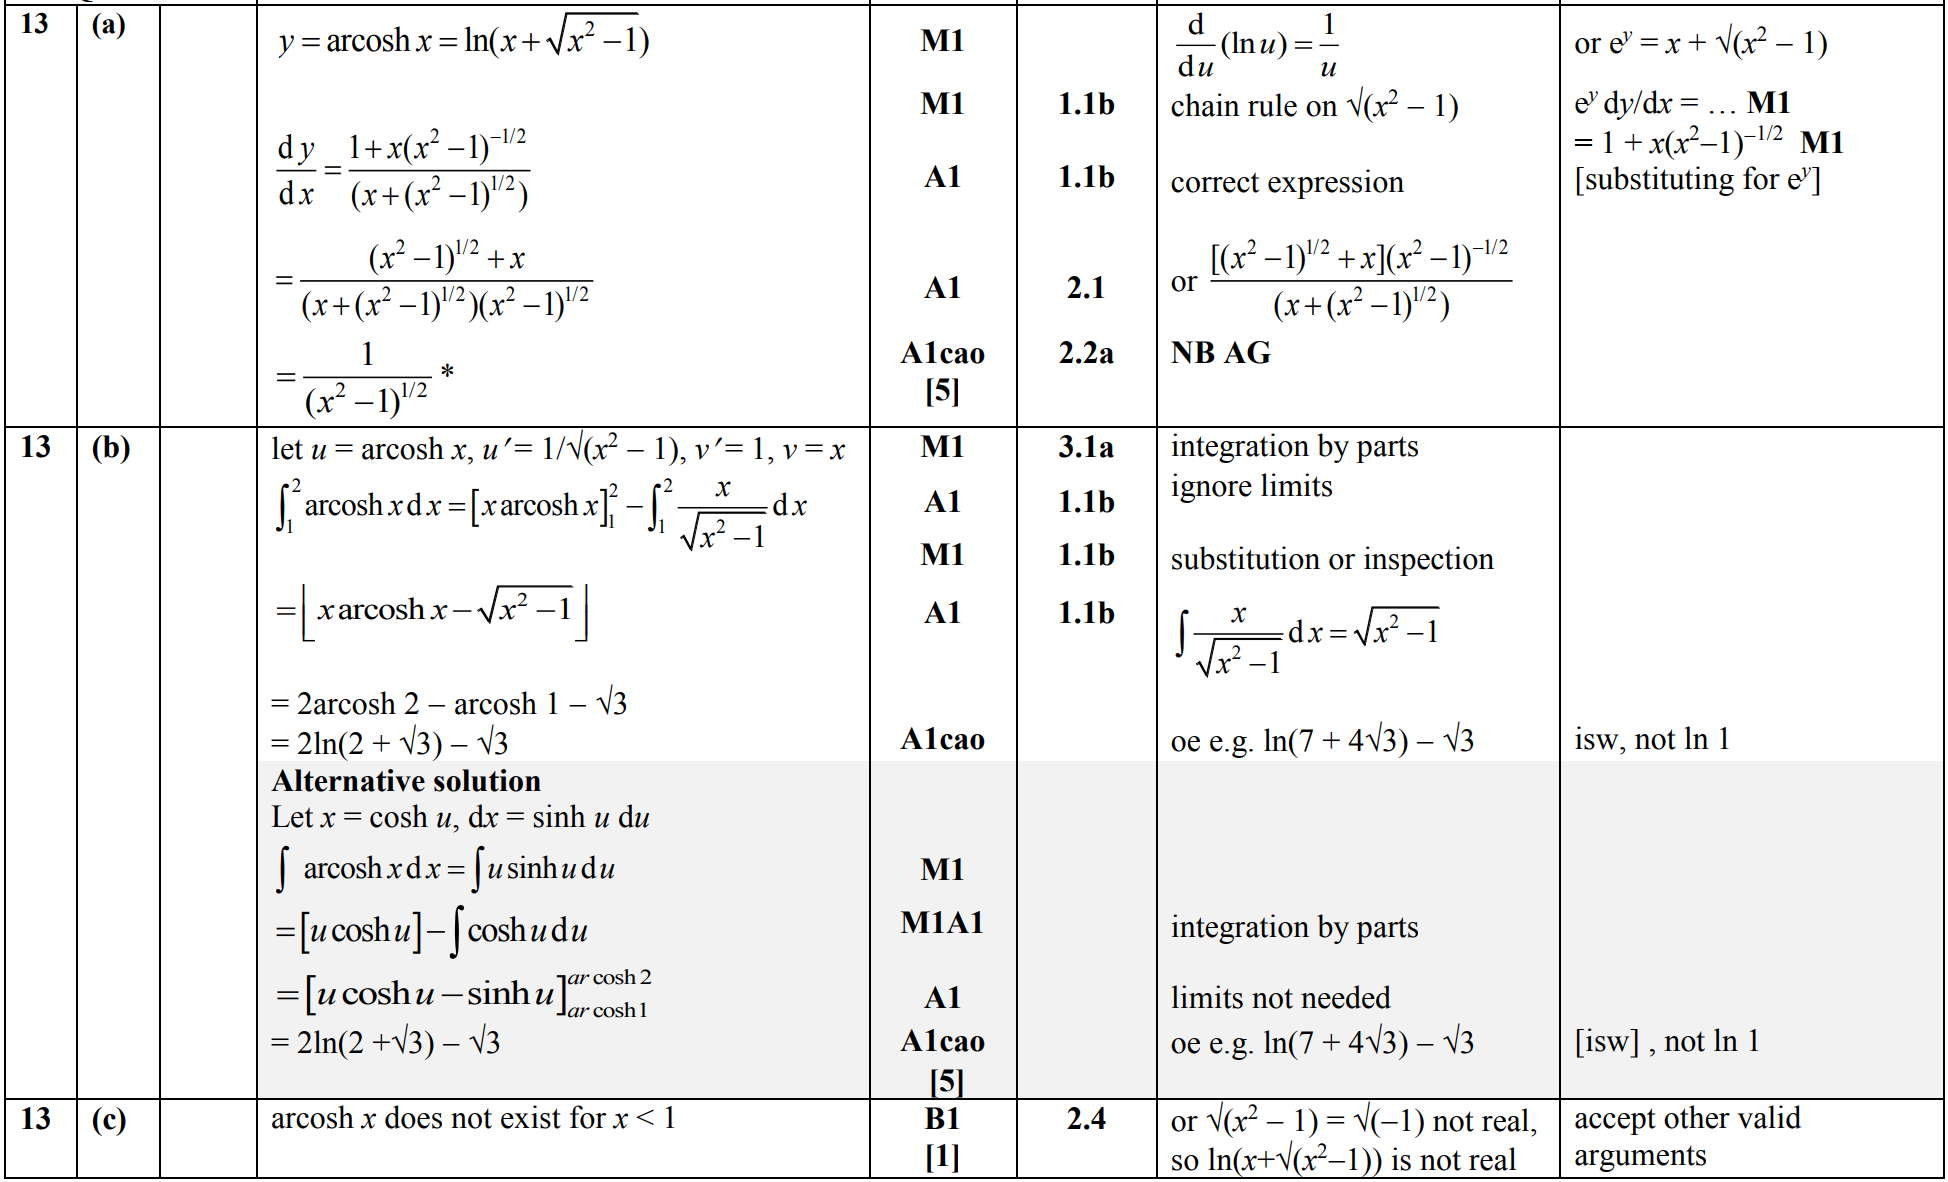 13 (a) y = arcosh x = ln(x + √(x² − 1)) M1 d/du (ln u) = 1/u or e^y = x + √(x² − 1)
M1 1.1b chain rule on √(x² − 1) e^y dy/dx = … M1
dy/dx = (1 + x(x² − 1)^(−1/2)) / (x + (x² − 1)^(1/2)) = 1 + x(x²−1)^(−1/2) M1
A1 1.1b correct expression [substituting for e^y]
= ((x² − 1)^(1/2) + x) / ((x + (x² − 1)^(1/2))(x² − 1)^(1/2)) A1 2.1 or [(x² − 1)^(1/2) + x](x² − 1)^(−1/2) / (x + (x² − 1)^(1/2))
= 1 / (x² − 1)^(1/2) * A1cao 2.2a NB AG
[5]
13 (b) let u = arcosh x, u′ = 1/√(x² − 1), v′ = 1, v = x M1 3.1a integration by parts
ignore limits
∫₁² arcosh x dx = [x arcosh x]₁² − ∫₁² x/√(x² − 1) dx A1 1.1b
M1 1.1b substitution or inspection
= ⌊x arcosh x − √(x² − 1)⌋ A1 1.1b ∫ x/√(x² − 1) dx = √(x² − 1)
= 2arcosh 2 – arcosh 1 – √3
= 2ln(2 + √3) – √3 A1cao oe e.g. ln(7 + 4√3) – √3 isw, not ln 1
Alternative solution
Let x = cosh u, dx = sinh u du
∫ arcosh x dx = ∫ u sinh u du M1
= [u cosh u] − ∫ cosh u du M1A1 integration by parts
= [u cosh u − sinh u]_(ar cosh 1)^(ar cosh 2) A1 limits not needed
= 2ln(2 +√3) – √3 A1cao oe e.g. ln(7 + 4√3) – √3 [isw] , not ln 1
[5]
13 (c) arcosh x does not exist for x < 1 B1 2.4 or √(x² – 1) = √(–1) not real, accept other valid
[1] so ln(x+√(x²–1)) is not real arguments